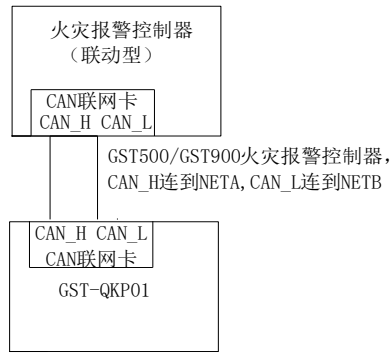 火灾报警控制器
（联动型）
CAN联网卡
CAN_H CAN_L
GST500/GST900火灾报警控制器，
CAN_H连到NETA,CAN_L连到NETB
CAN_H CAN_L
CAN联网卡
GST-QKP01